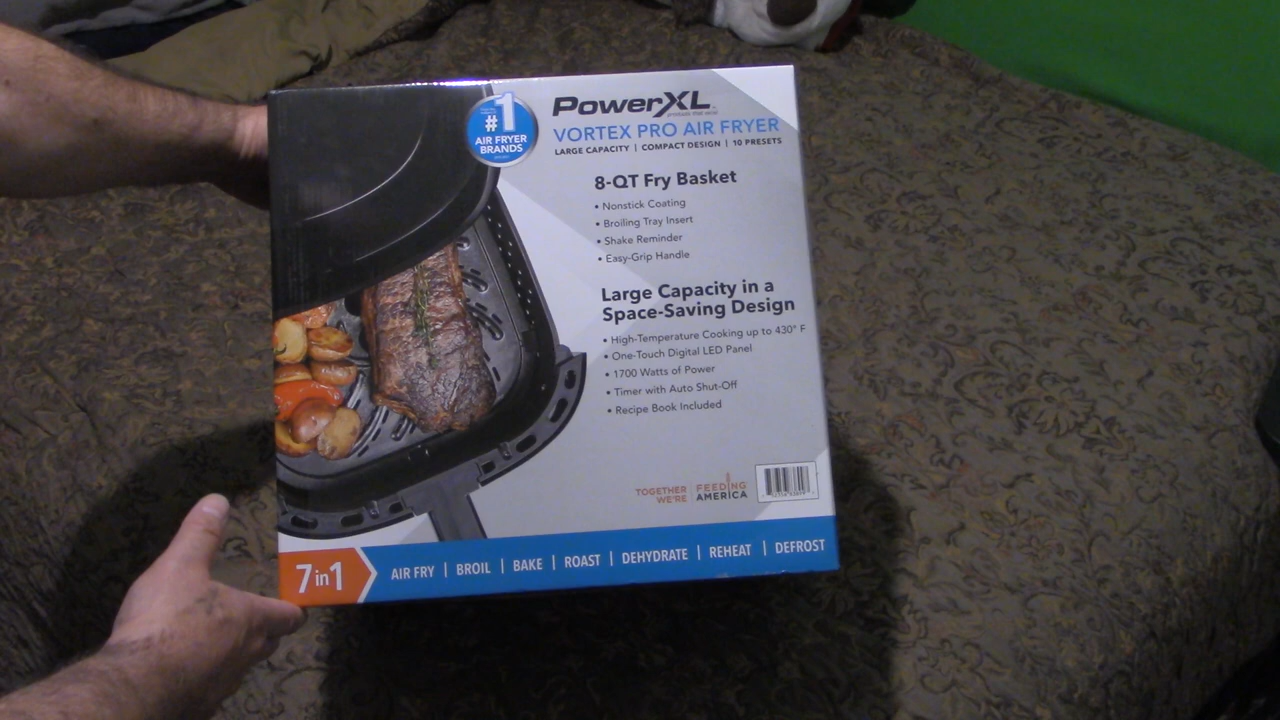 #1
AIR FRYER
BRANDS
PowerXL
VORTEX PRO AIR FRYER
LARGE CAPACITY | COMPACT DESIGN | 10 PRESETS
8-QT Fry Basket
• Nonstick Coating
• Broiling Tray Insert
• Shake Reminder
• Easy-Grip Handle
Large Capacity in a
Space-Saving Design
• High-Temperature Cooking up to 430° F
• One-Touch Digital LED Panel
• 1700 Watts of Power
• Timer with Auto Shut-Off
• Recipe Book Included
TOGETHER
WE'RE
FEEDING
AMERICA
7in1
AIR FRY | BROIL | BAKE | ROAST | DEHYDRATE | REHEAT | DEFROST